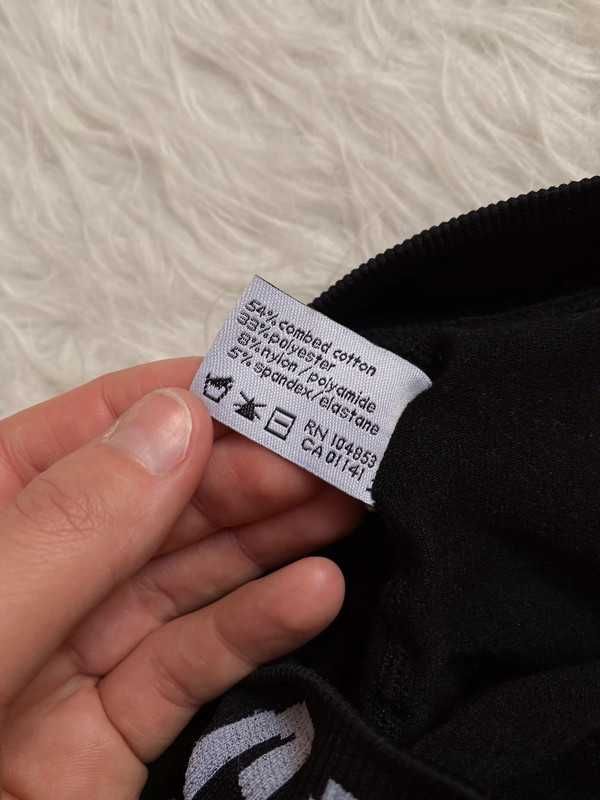 54% combed cotton
33% polyester
8% nylon / polyamide
5% spandex/elastane
RN 104853
CA 01141